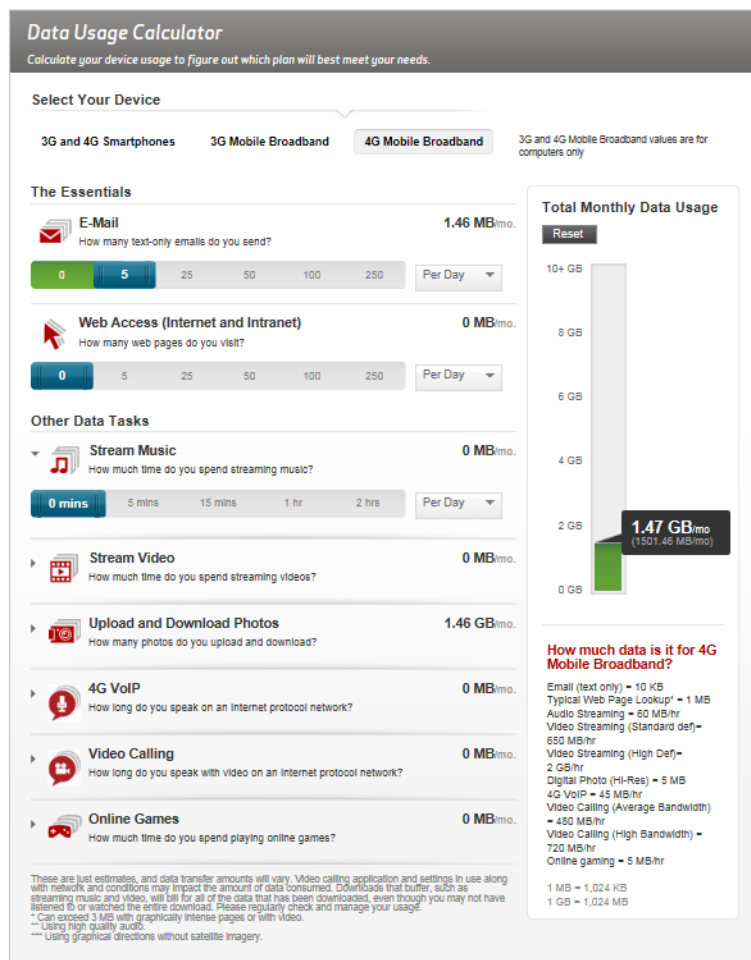 Data Usage Calculator
Calculate your device usage to figure out which plan will best meet your needs.
Select Your Device
3G and 4G Smartphones
3G Mobile Broadband
4G Mobile Broadband
3G and 4G Mobile Broadband values are for
computers only
The Essentials
E-Mail
1.46 MB/mo.
How many text-only emails do you send?
0 5 25 50 100 250 Per Day
Web Access (Internet and Intranet)
0 MB/mo.
How many web pages do you visit?
0 5 25 50 100 250 Per Day
Other Data Tasks
Stream Music
0 MB/mo.
How much time do you spend streaming music?
0 mins 5 mins 15 mins 1 hr 2 hrs Per Day
Stream Video
0 MB/mo.
How much time do you spend streaming videos?
Upload and Download Photos
1.46 GB/mo.
How many photos do you upload and download?
4G VoIP
0 MB/mo.
How long do you speak on an internet protocol network?
Video Calling
0 MB/mo.
How long do you speak with video on an internet protocol network?
Online Games
0 MB/mo.
How much time do you spend playing online games?
These are just estimates, and data transfer amounts will vary. Video calling application and settings in use along
with network and conditions may impact the amount of data consumed. Downloads that buffer, such as
streaming music and video, will bill for all of the data that has been downloaded, even though you may not have
listened to or watched the entire download. Please regularly check and manage your usage.
* Can exceed 3 MB with graphically intense pages or with video.
** Using high quality audio.
*** Using graphical directions without satellite imagery.
Total Monthly Data Usage
Reset
10+ GB
8 GB
6 GB
4 GB
2 GB
1.47 GB/mo
(1501.46 MB/mo)
0 GB
How much data is it for 4G
Mobile Broadband?
Email (text only) = 10 KB
Typical Web Page Lookup* = 1 MB
Audio Streaming = 60 MB/hr
Video Streaming (Standard def)=
650 MB/hr
Video Streaming (High Def)=
2 GB/hr
Digital Photo (Hi-Res) = 5 MB
4G VoIP = 45 MB/hr
Video Calling (Average Bandwidth)
= 480 MB/hr
Video Calling (High Bandwidth) =
720 MB/hr
Online gaming = 5 MB/hr
1 MB = 1,024 KB
1 GB = 1,024 MB